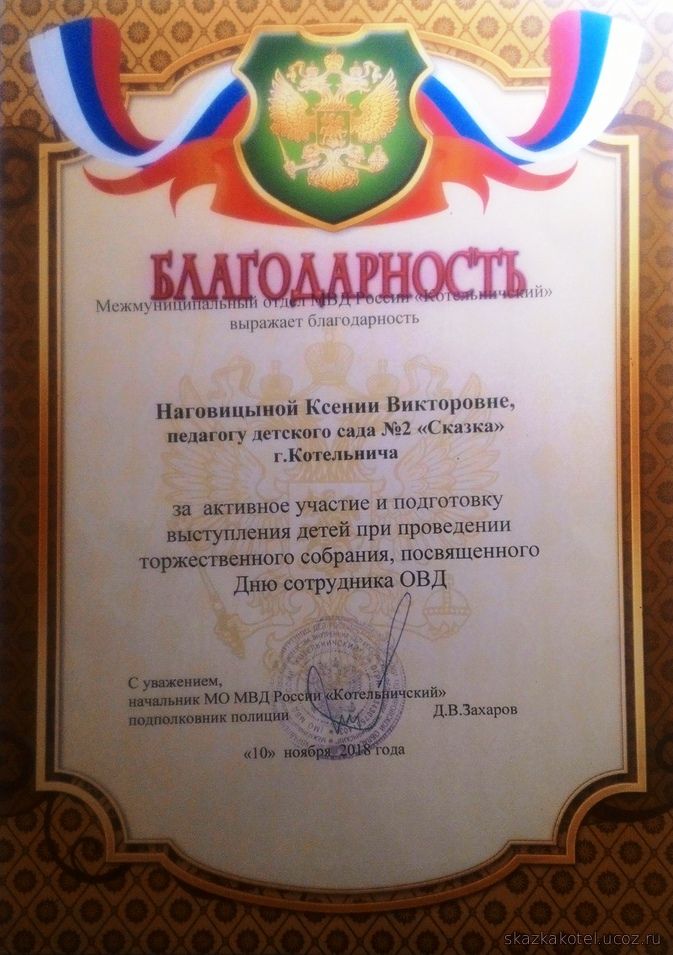 БЛАГОДАРНОСТЬ
Межмуниципальный отдел МВД России «Котельничский»
выражает благодарность
Наговицыной Ксении Викторовне,
педагогу детского сада №2 «Сказка»
г.Котельнича
за активное участие и подготовку
выступления детей при проведении
торжественного собрания, посвященного
Дню сотрудника ОВД
С уважением,
начальник МО МВД России «Котельничский»
подполковник полиции Д.В.Захаров
«10» ноября, 2018 года
skazkakotel.ucoz.ru